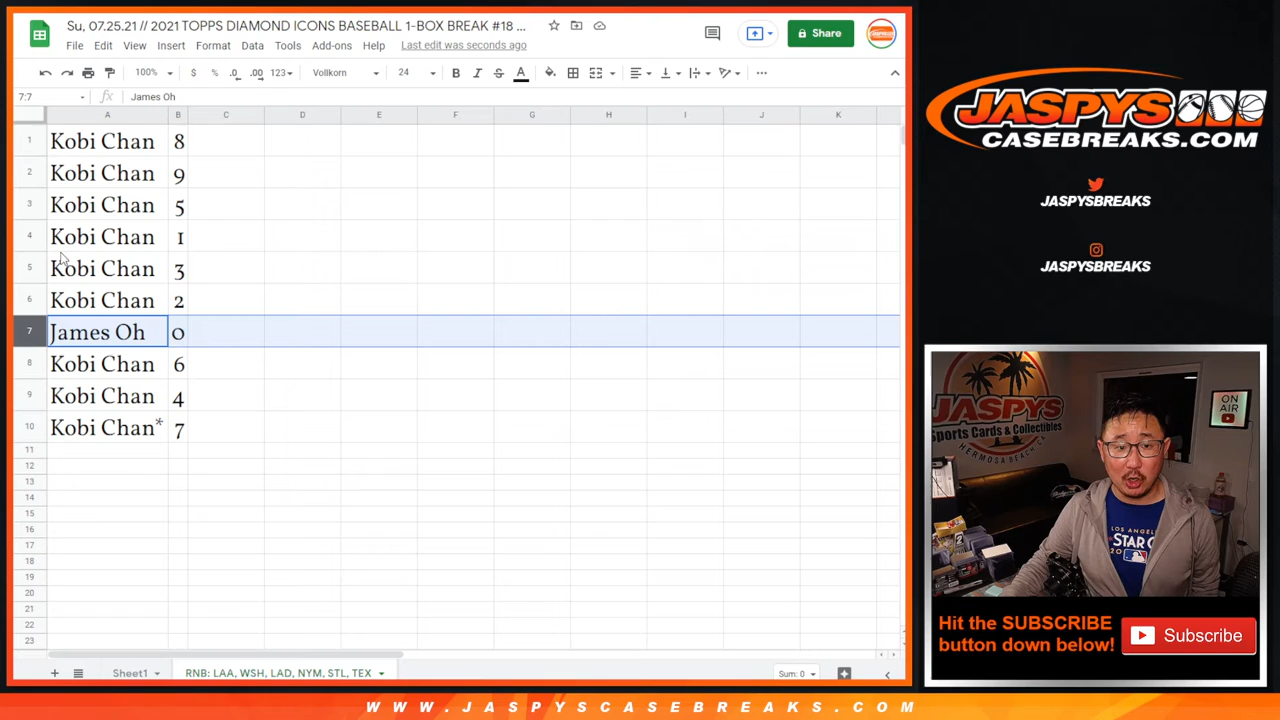 Su, 07.25.21 // 2021 TOPPS DIAMOND ICONS BASEBALL 1-BOX BREAK #18 ...
File Edit View Insert Format Data Tools Add-ons Help Last edit was seconds ago
Share
100% $ % .0 .00 123 Vollkorn 24 B I S A
7:7 fx James Oh
A B C D E F G H I J K
1 Kobi Chan 8
2 Kobi Chan 9
3 Kobi Chan 5
4 Kobi Chan 1
5 Kobi Chan 3
6 Kobi Chan 2
7 James Oh 0
8 Kobi Chan 6
9 Kobi Chan 4
10 Kobi Chan* 7
11
12
13
14
15
16
17
18
19
20
21
22
23
Sheet1 RNB: LAA, WSH, LAD, NYM, STL, TEX Sum: 0
JASPYS
CASEBREAKS.COM
JASPYSBREAKS
JASPYSBREAKS
JASPYS
Sports Cards & Collectibles
HERMOSA BEACH, CA
ON
AIR
LOS ANGELES
STAR
Hit the SUBSCRIBE
button down below!
Subscribe
WWW.JASPYSCASEBREAKS.COM